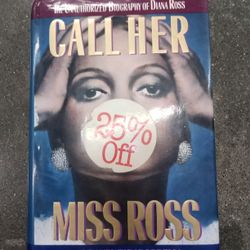 THE UNAUTHORIZED BIOGRAPHY OF DIANA ROSS
CALL HER
25%
Off
MISS ROSS